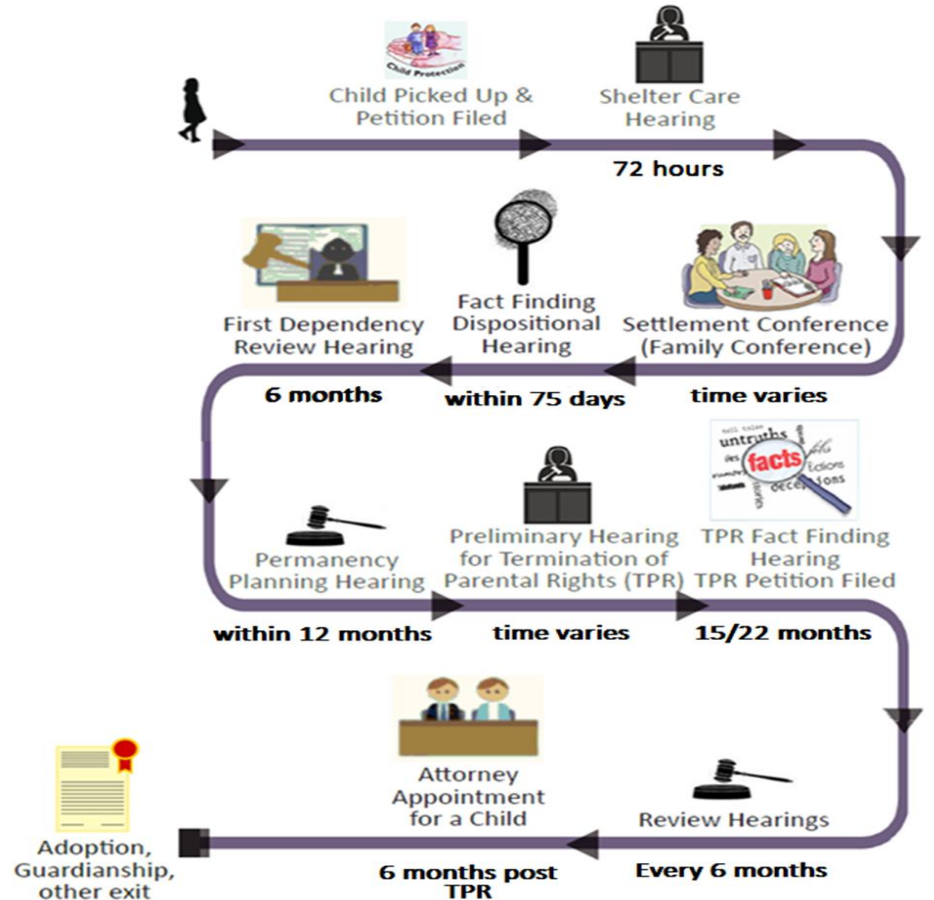 Child Protection
Child Picked Up &
Petition Filed
Shelter Care
Hearing
72 hours
First Dependency
Review Hearing
6 months
Fact Finding
Dispositional
Hearing
within 75 days
Settlement Conference
(Family Conference)
time varies
Permanency
Planning Hearing
within 12 months
Preliminary Hearing
for Termination of
Parental Rights (TPR)
time varies
untruths
facts
TPR Fact Finding
Hearing
TPR Petition Filed
15/22 months
Adoption,
Guardianship,
other exit
Attorney
Appointment
for a Child
6 months post
TPR
Review Hearings
Every 6 months